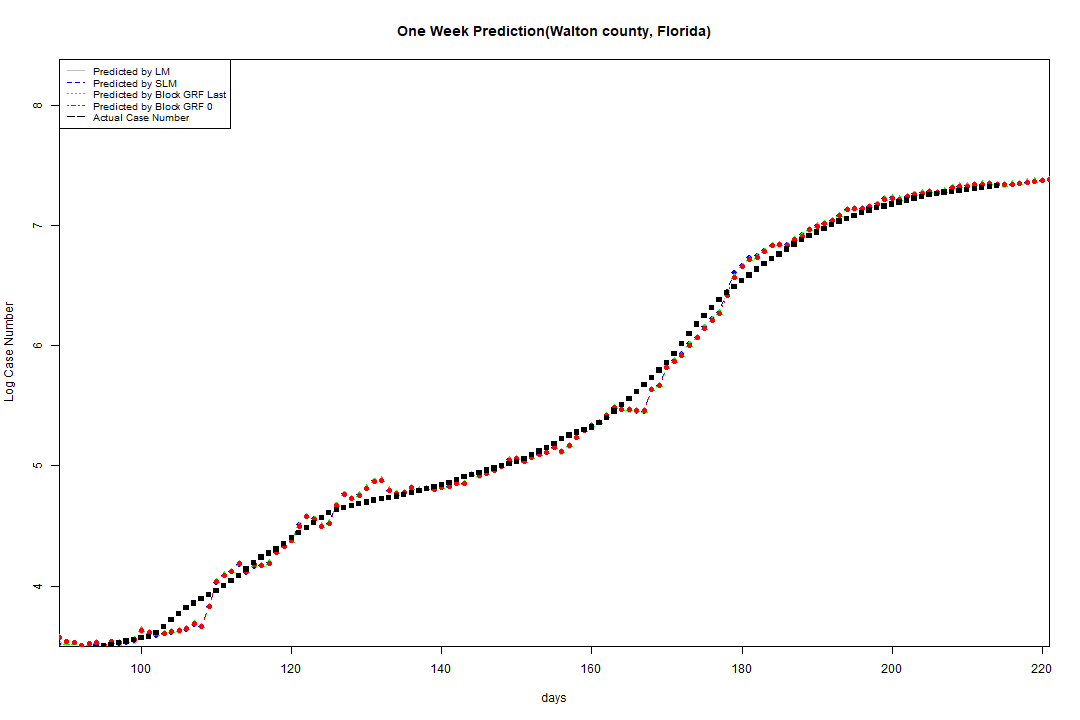 One Week Prediction(Walton county, Florida)
Predicted by LM
Predicted by SLM
Predicted by Block GRF Last
Predicted by Block GRF 0
Actual Case Number
8
7
6
5
4
Log Case Number
100 120 140 160 180 200 220
days